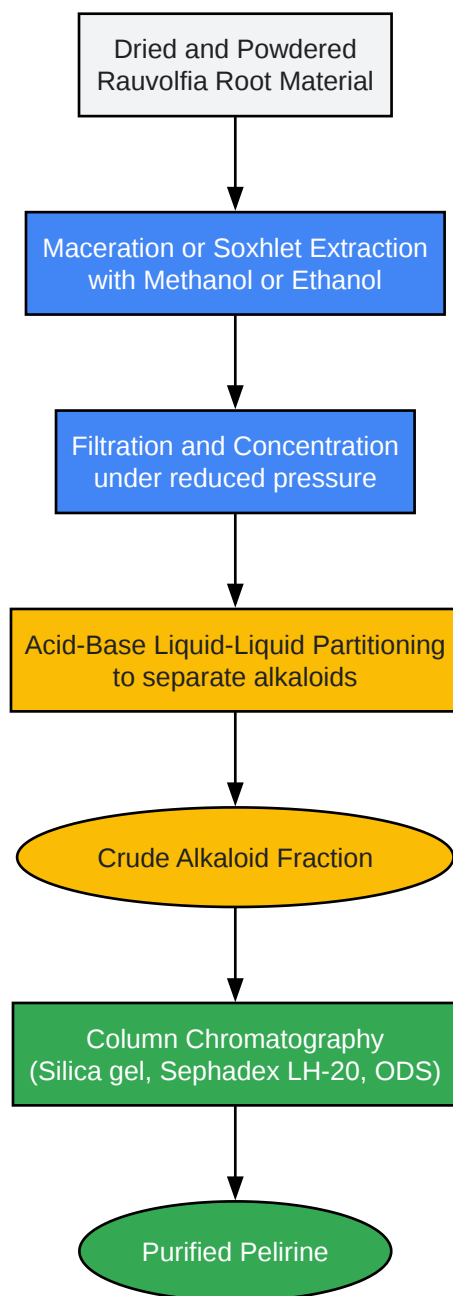 Dried and Powdered
Rauvolfia Root Material
Maceration or Soxhlet Extraction
with Methanol or Ethanol
Filtration and Concentration
under reduced pressure
Acid-Base Liquid-Liquid Partitioning
to separate alkaloids
Crude Alkaloid Fraction
Column Chromatography
(Silica gel, Sephadex LH-20, ODS)
Purified Pelirine